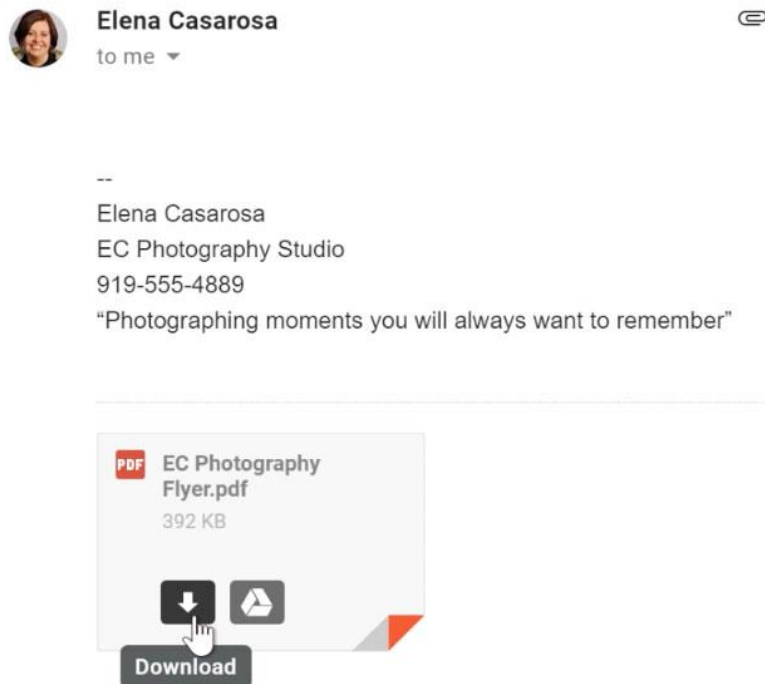 Elena Casarosa
to me
--
Elena Casarosa
EC Photography Studio
919-555-4889
“Photographing moments you will always want to remember”
PDF
EC Photography
Flyer.pdf
392 KB
Download